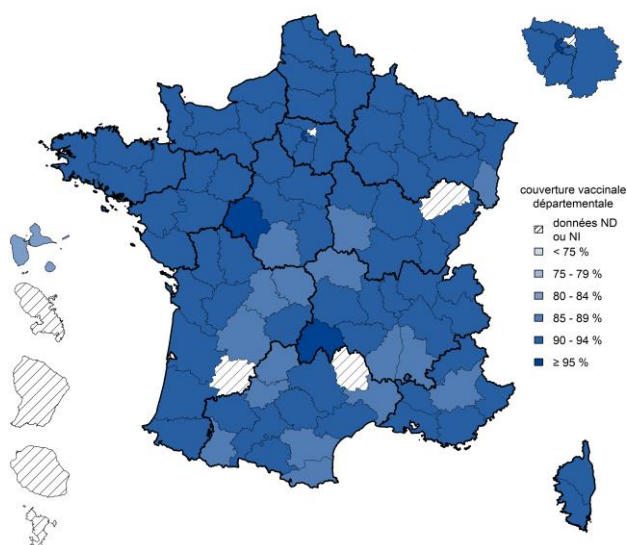 couverture vaccinale
départementale
données ND
ou NI
< 75 %
75 - 79 %
80 - 84 %
85 - 89 %
90 - 94 %
≥ 95 %